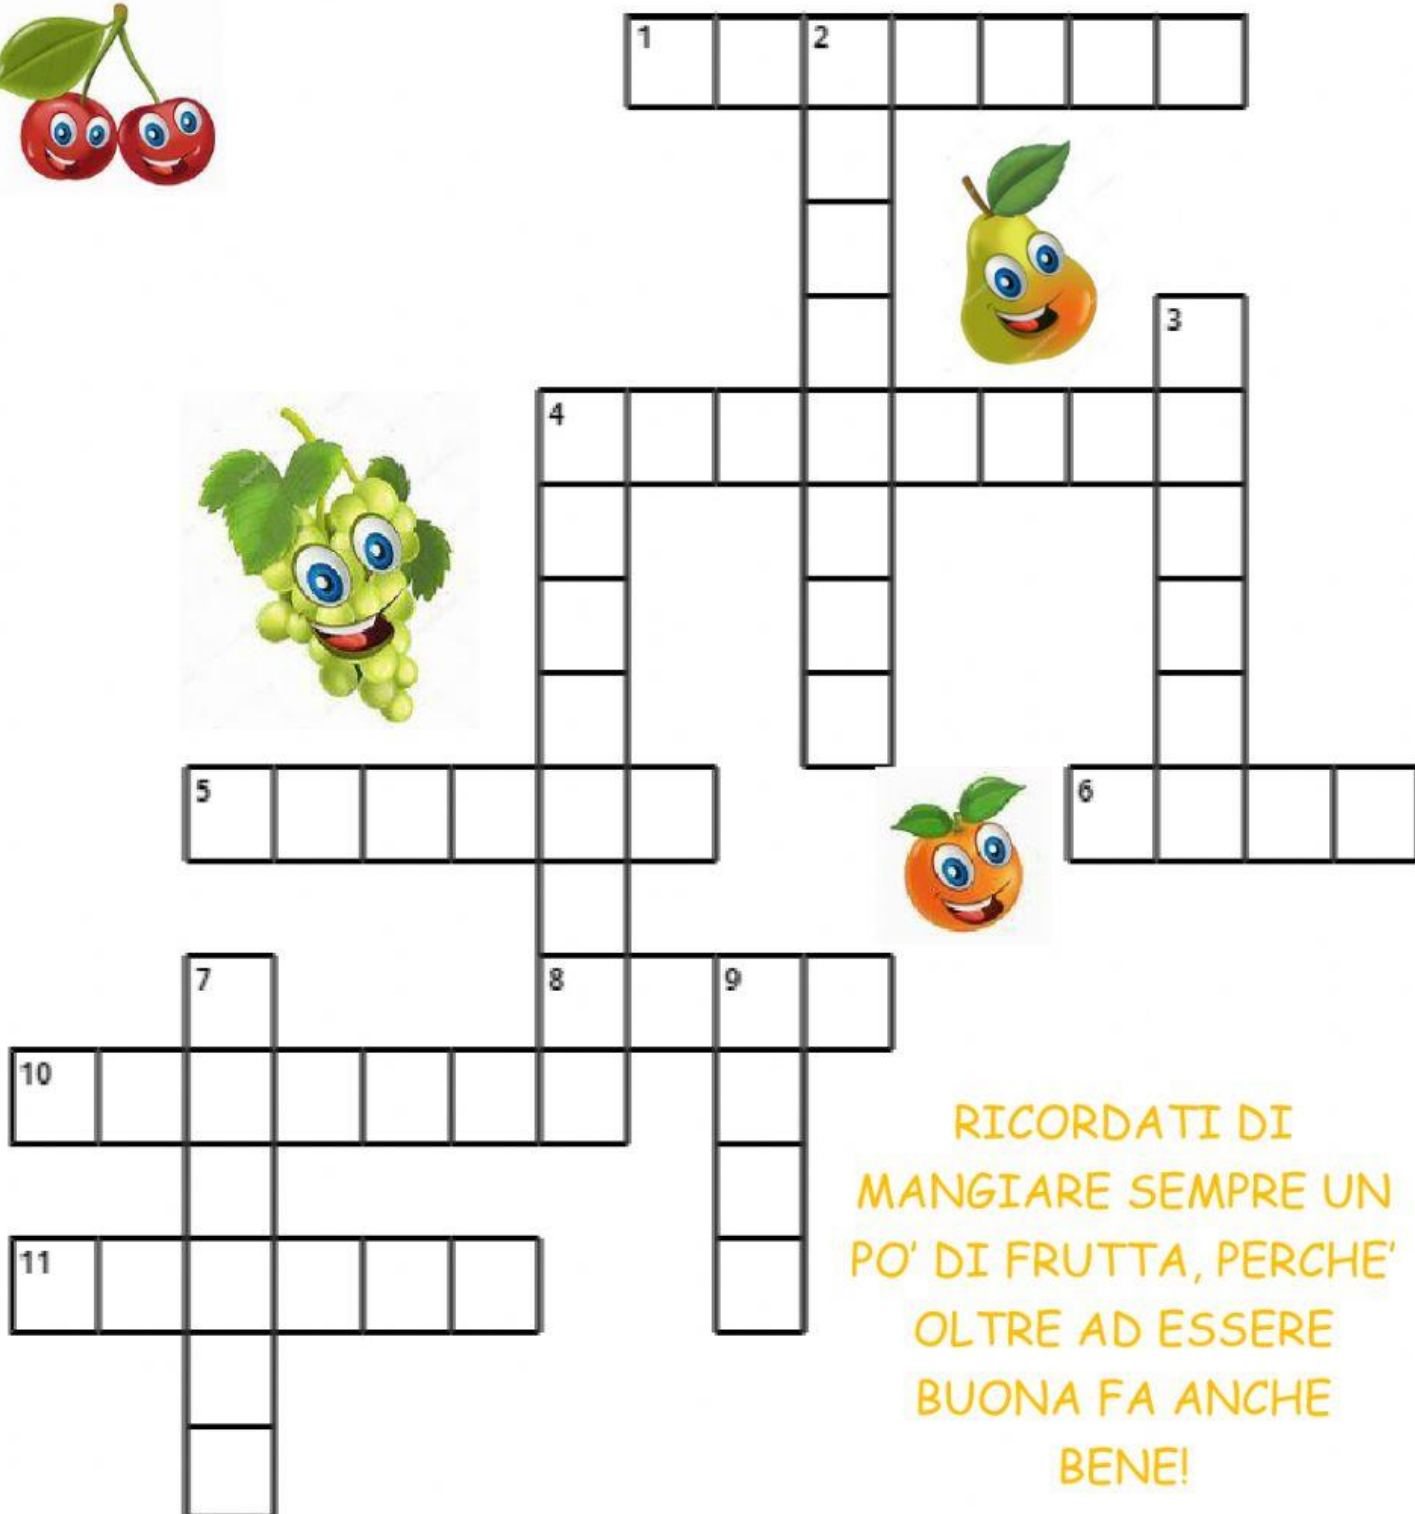 1
2
3
4
5
6
7
8
9
10
11
RICORDATI DI
MANGIARE SEMPRE UN
PO' DI FRUTTA, PERCHE'
OLTRE AD ESSERE
BUONA FA ANCHE
BENE!